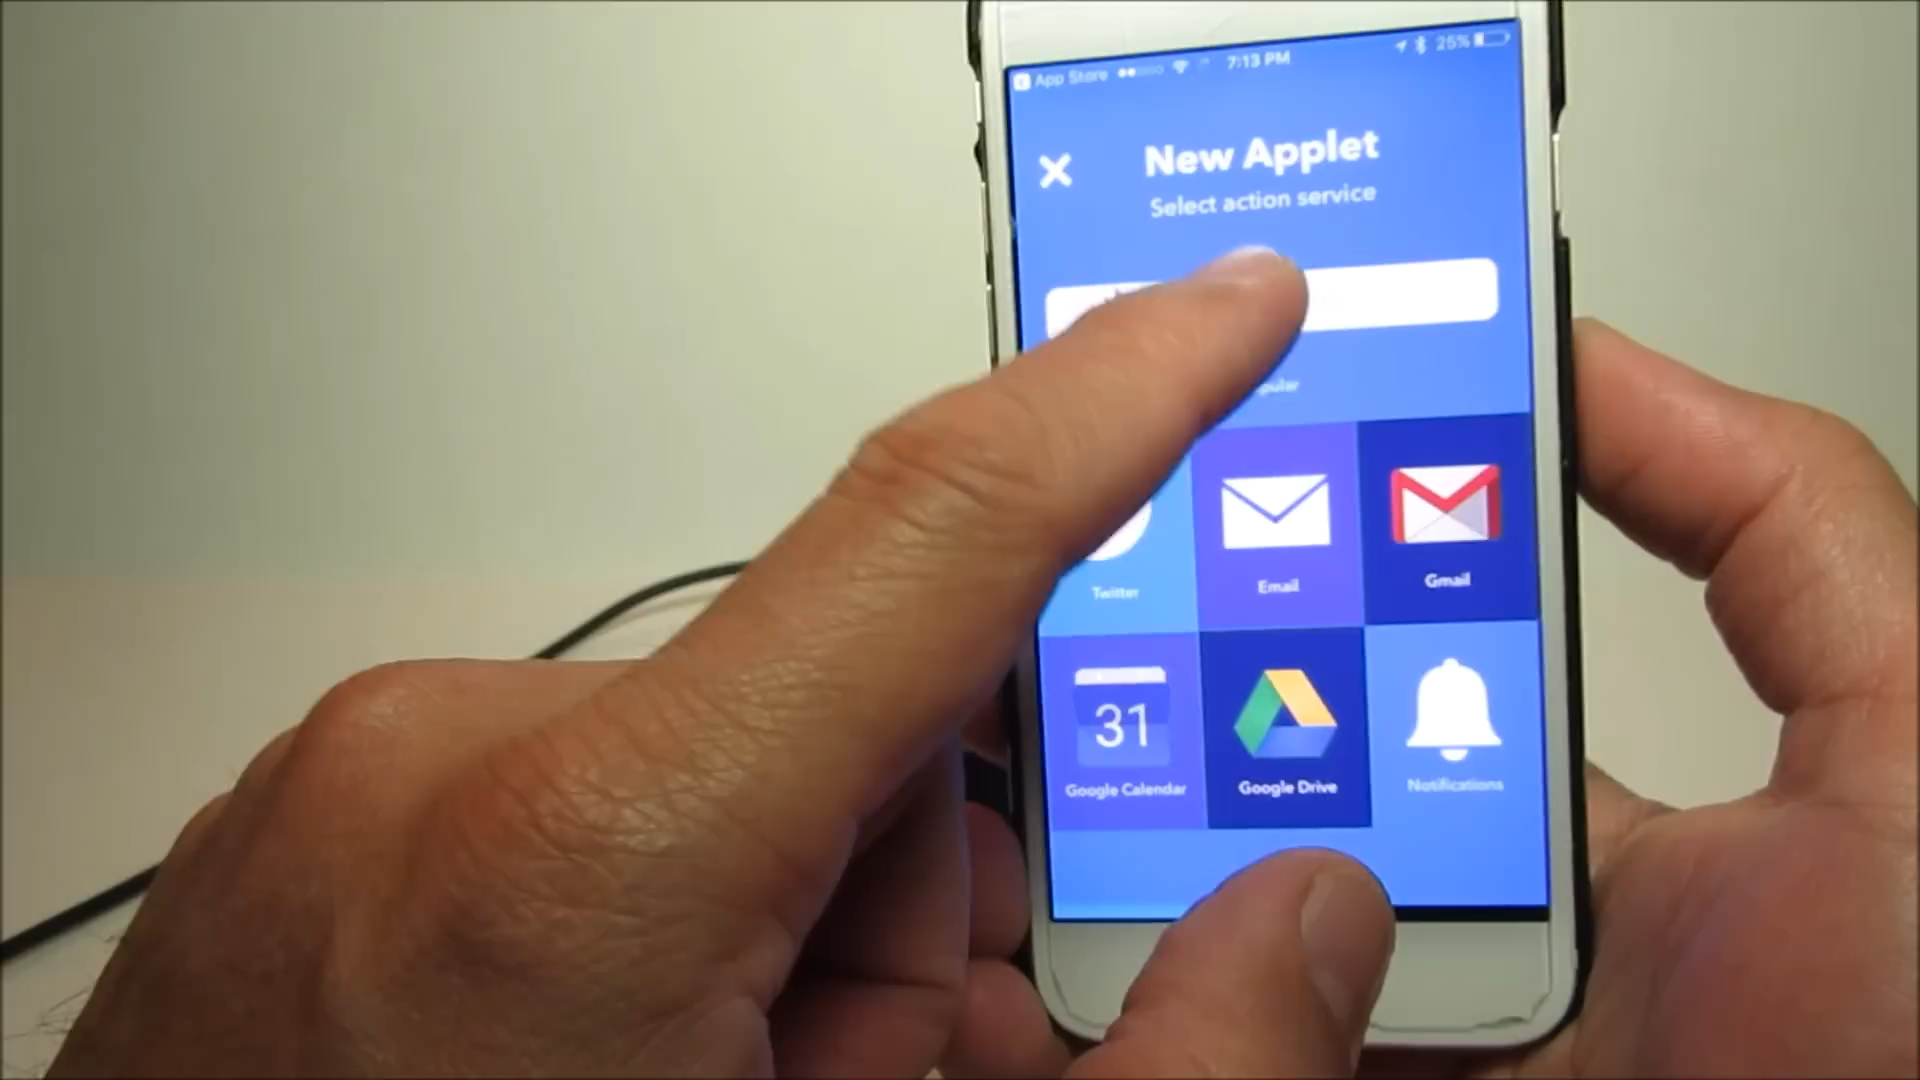 App Store 7:13 PM 25%
New Applet
Select action service
Twitter Email Gmail
31
Google Calendar Google Drive Notifications